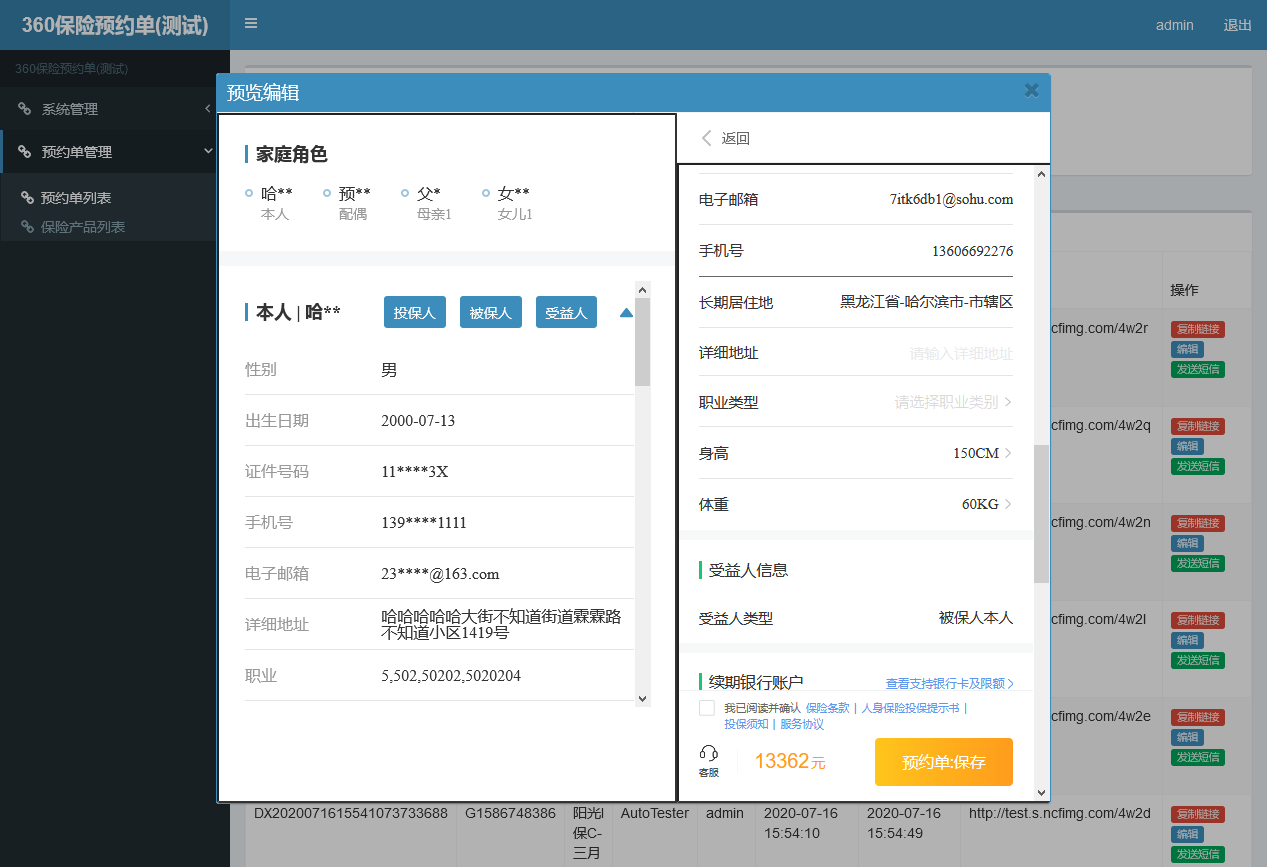 360保险预约单(测试)
admin 退出
360保险预约单(测试)
系统管理
预约单管理
预约单列表
保险产品列表
预览编辑
家庭角色
哈** 预** 父* 女**
本人 配偶 母亲1 女儿1
本人 | 哈** 投保人 被保人 受益人
性别 男
出生日期 2000-07-13
证件号码 11****3X
手机号 139****1111
电子邮箱 23****@163.com
详细地址 哈哈哈哈哈大街不知道街道霖霖路
不知道小区1419号
职业 5,502,50202,5020204
返回
电子邮箱 7itk6db1@sohu.com
手机号 13606692276
长期居住地 黑龙江省-哈尔滨市-市辖区
详细地址 请输入详细地址
职业类型 请选择职业类别
身高 150CM
体重 60KG
受益人信息
受益人类型 被保人本人
续期银行账户 查看支持银行卡及限额
我已阅读并确认 保险条款 | 人身保险投保提示书 |
投保须知 | 服务协议
客服 13362元 预约单:保存
操作
cfimg.com/4w2r 复制链接
编辑
发送短信
cfimg.com/4w2q 复制链接
编辑
发送短信
cfimg.com/4w2n 复制链接
编辑
发送短信
cfimg.com/4w2l 复制链接
编辑
发送短信
cfimg.com/4w2e 复制链接
编辑
发送短信
DX2020071615541073733688 G1586748386 阳光i AutoTester admin 2020-07-16 2020-07-16 http://test.s.ncfimg.com/4w2d 复制链接
保C- 15:54:10 15:54:49 编辑
三月 发送短信